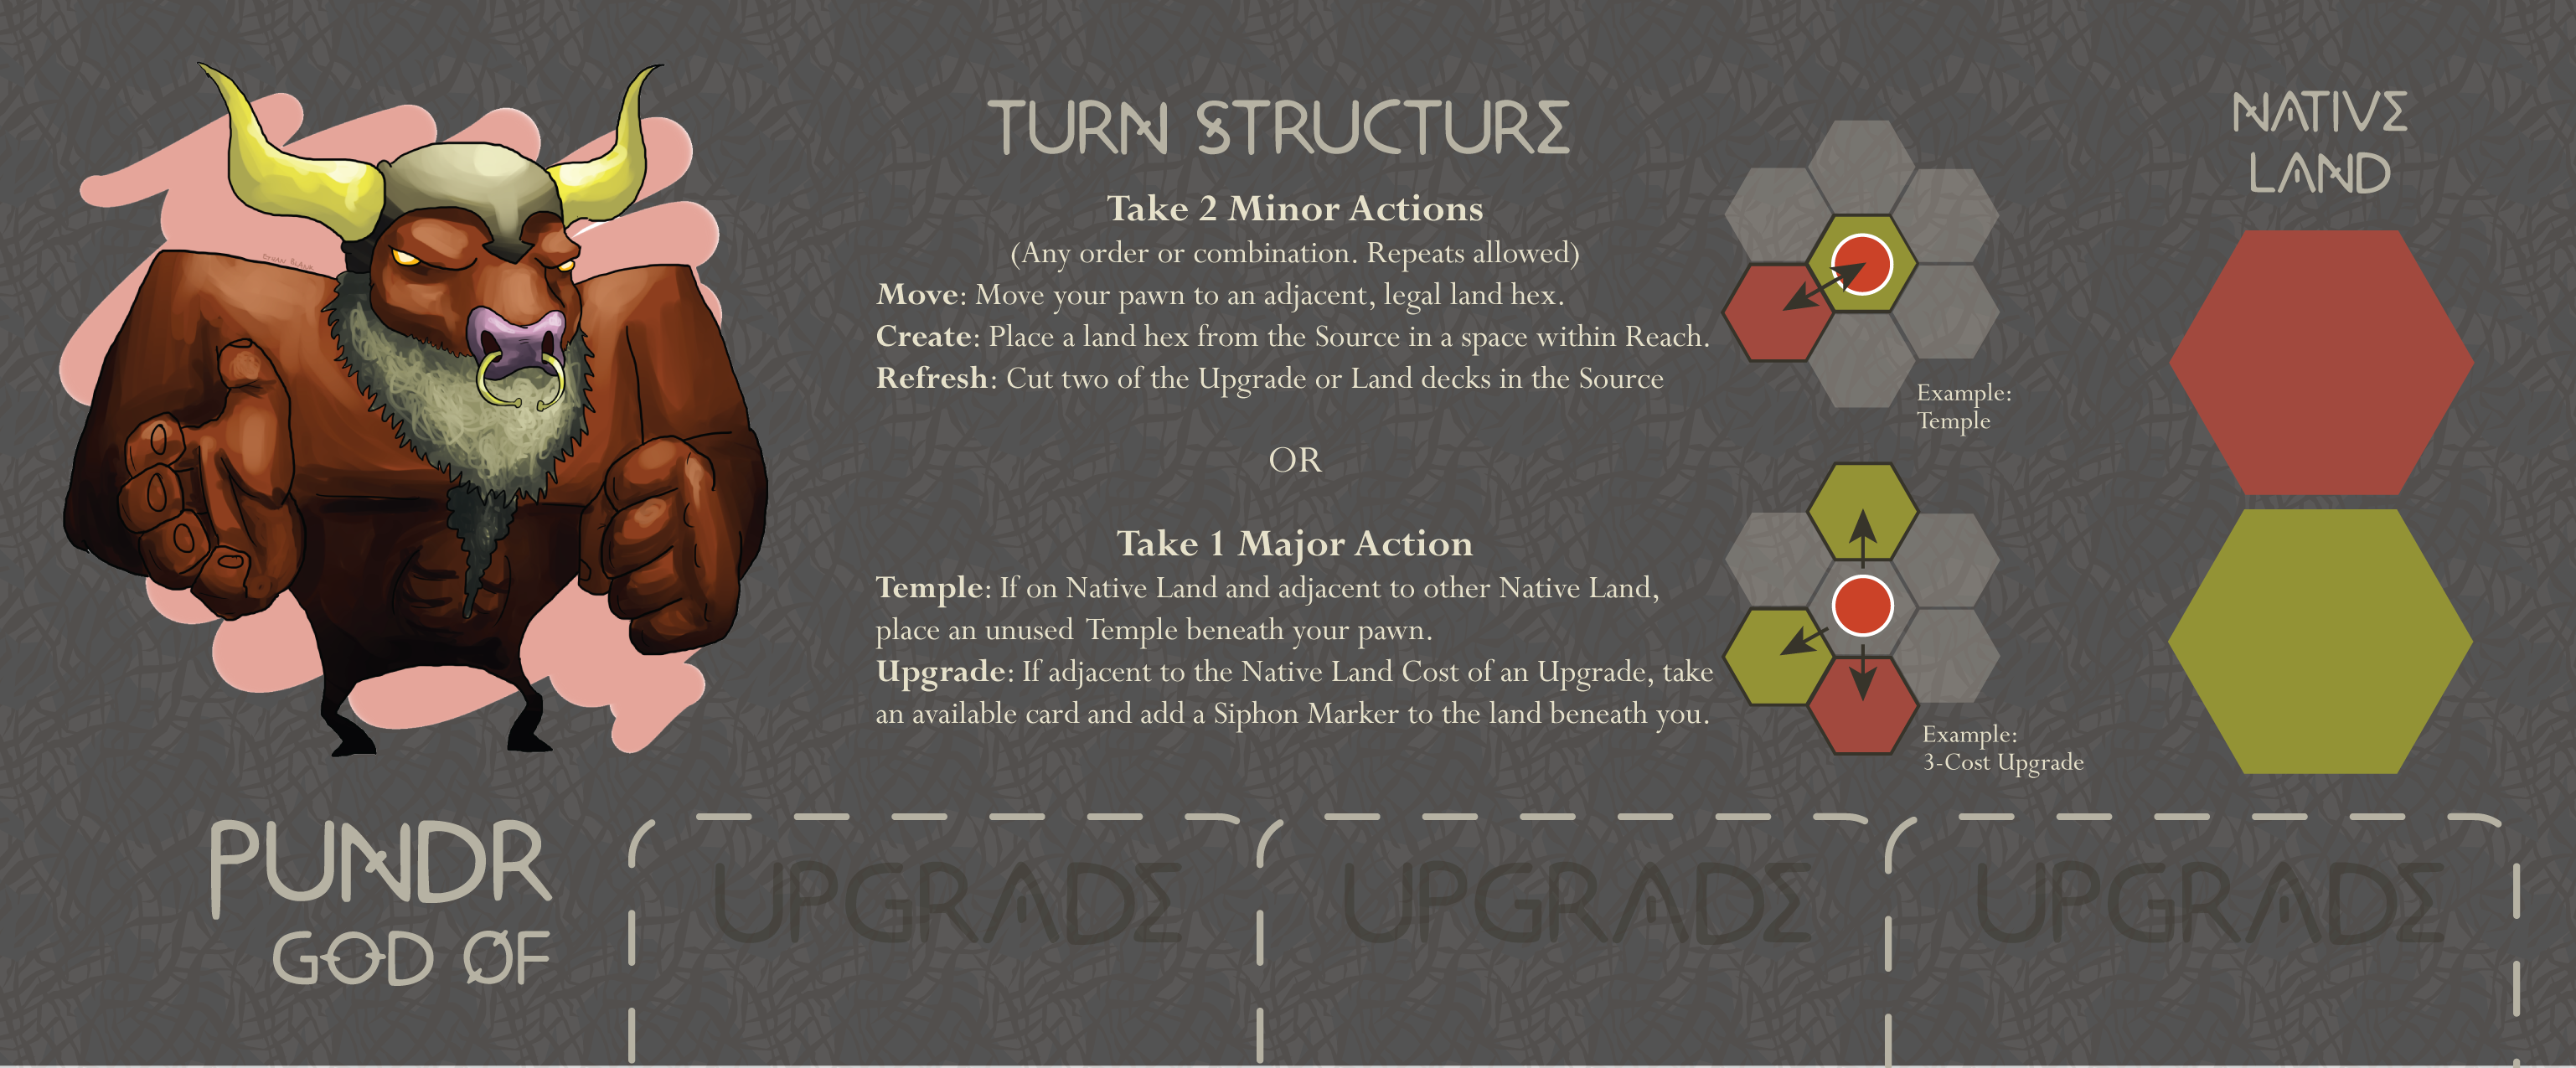 TURN STRUCTURE
Take 2 Minor Actions
(Any order or combination. Repeats allowed)
Move: Move your pawn to an adjacent, legal land hex.
Create: Place a land hex from the Source in a space within Reach.
Refresh: Cut two of the Upgrade or Land decks in the Source
OR
Take 1 Major Action
Temple: If on Native Land and adjacent to other Native Land,
place an unused Temple beneath your pawn.
Upgrade: If adjacent to the Native Land Cost of an Upgrade, take
an available card and add a Siphon Marker to the land beneath you.
Example:
Temple
Example:
3-Cost Upgrade
NATIVE
LAND
PUNDR
GOD OF
UPGRADE
UPGRADE
UPGRADE